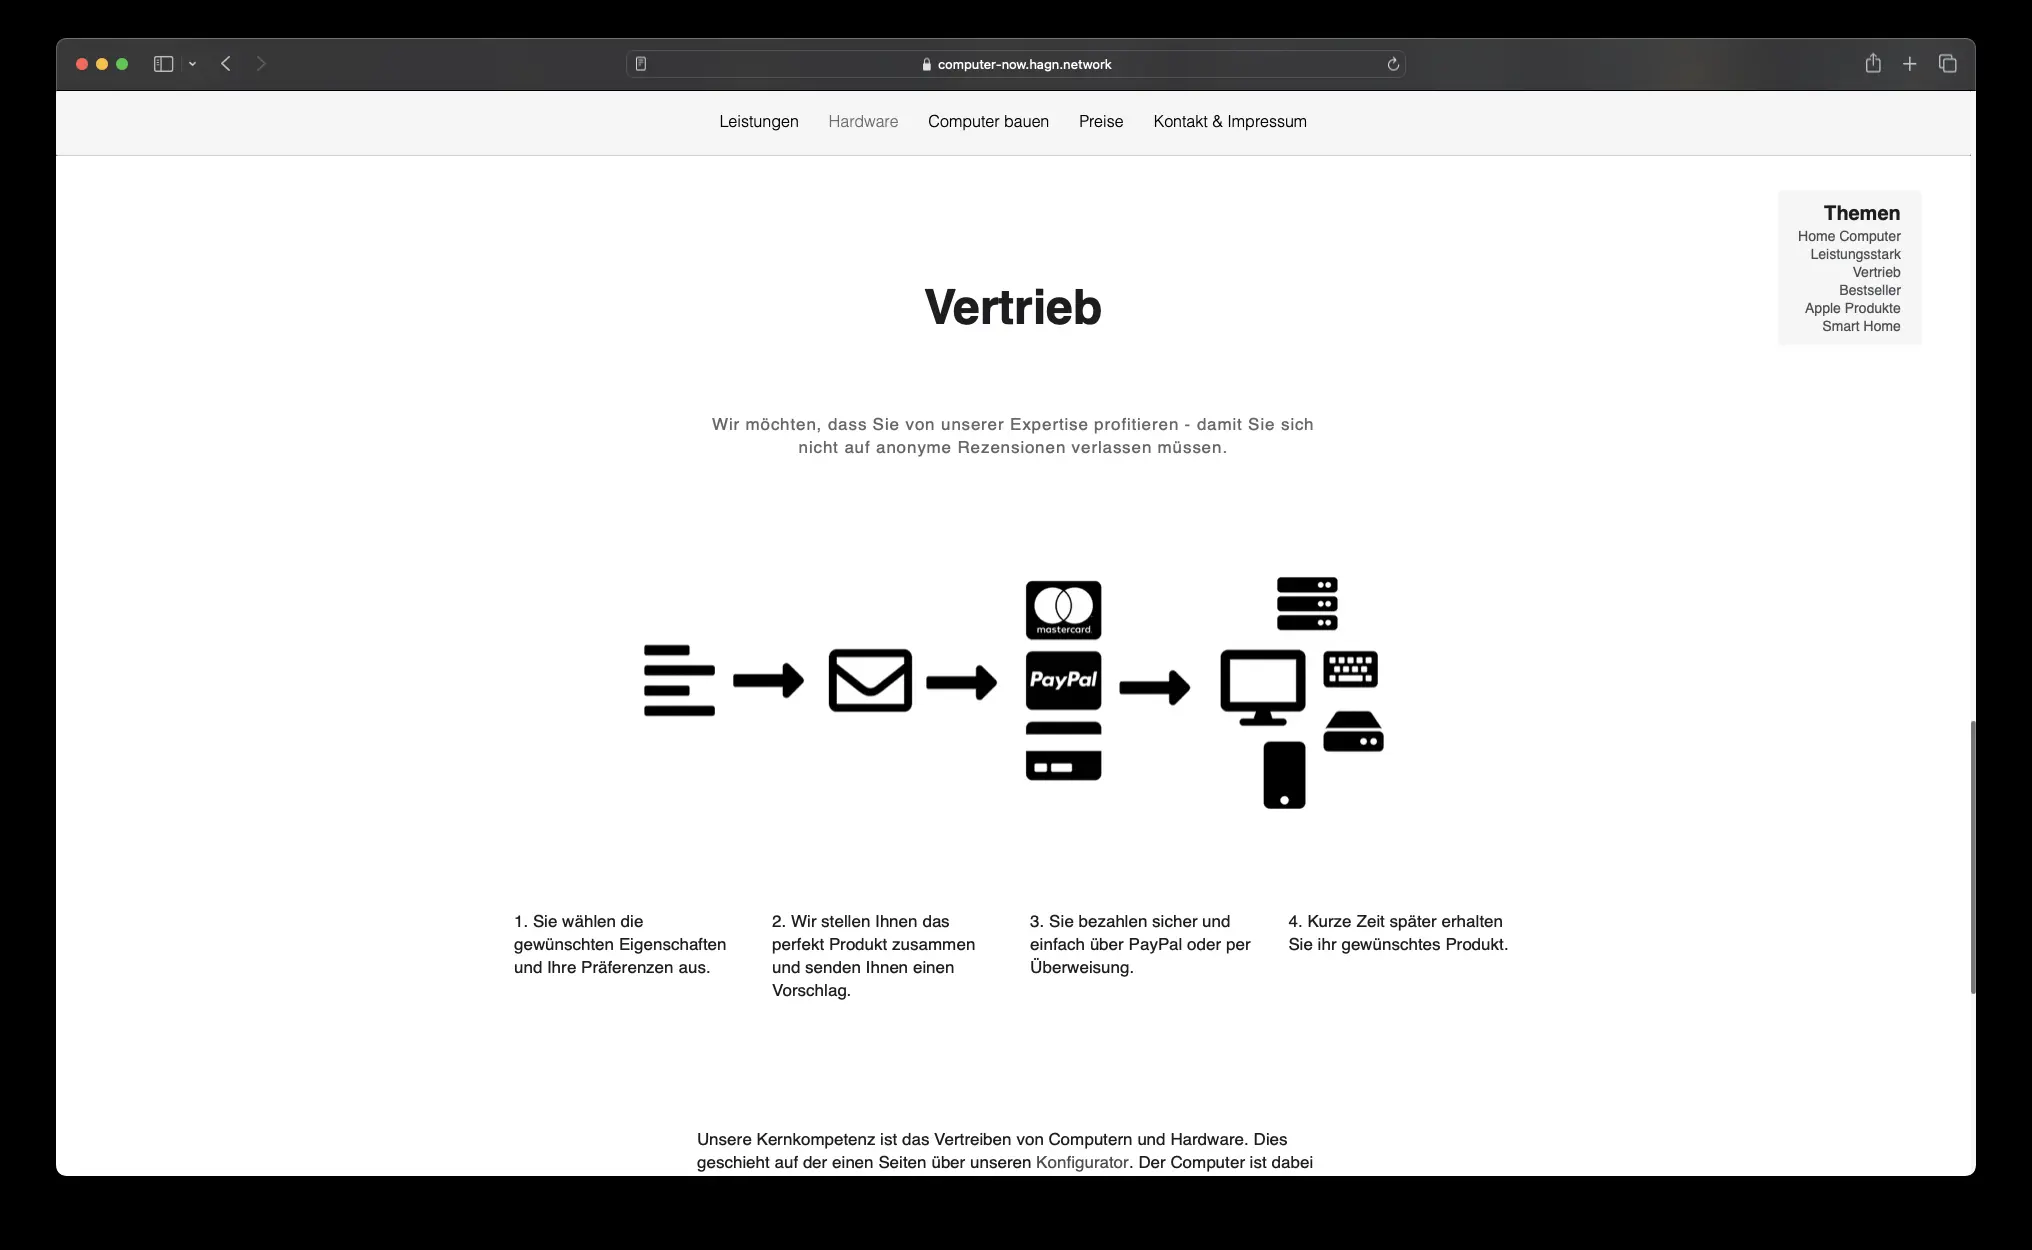 computer-now.hagn.network
Leistungen Hardware Computer bauen Preise Kontakt & Impressum
Themen
Home Computer
Leistungsstark
Vertrieb
Bestseller
Apple Produkte
Smart Home
Vertrieb
Wir möchten, dass Sie von unserer Expertise profitieren - damit Sie sich
nicht auf anonyme Rezensionen verlassen müssen.
mastercard
PayPal
1. Sie wählen die
gewünschten Eigenschaften
und Ihre Präferenzen aus.
2. Wir stellen Ihnen das
perfekt Produkt zusammen
und senden Ihnen einen
Vorschlag.
3. Sie bezahlen sicher und
einfach über PayPal oder per
Überweisung.
4. Kurze Zeit später erhalten
Sie ihr gewünschtes Produkt.
Unsere Kernkompetenz ist das Vertreiben von Computern und Hardware. Dies
geschieht auf der einen Seiten über unseren Konfigurator. Der Computer ist dabei